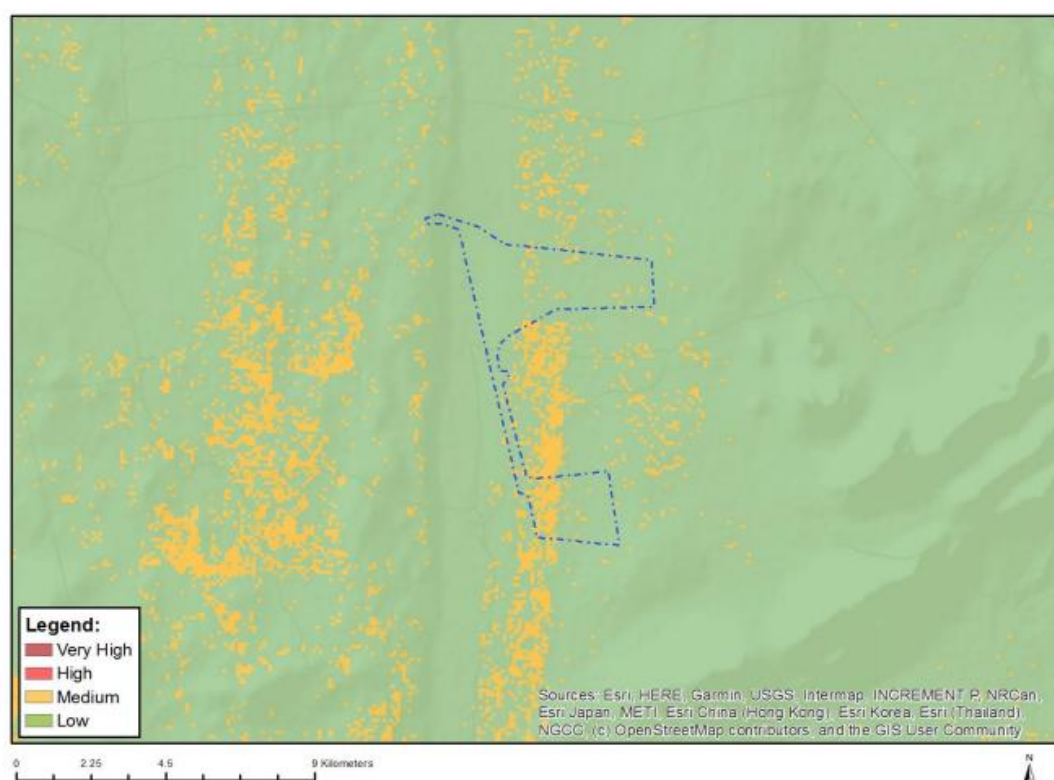 Legend:
Very High
High
Medium
Low
Sources: Esri, HERE, Garmin, USGS, Intermap, INCREMENT P, NRCan,
Esri Japan, METI, Esri China (Hong Kong), Esri Korea, Esri (Thailand),
NGCC, (c) OpenStreetMap contributors, and the GIS User Community
0 2.25 4.5 9 Kilometers
N